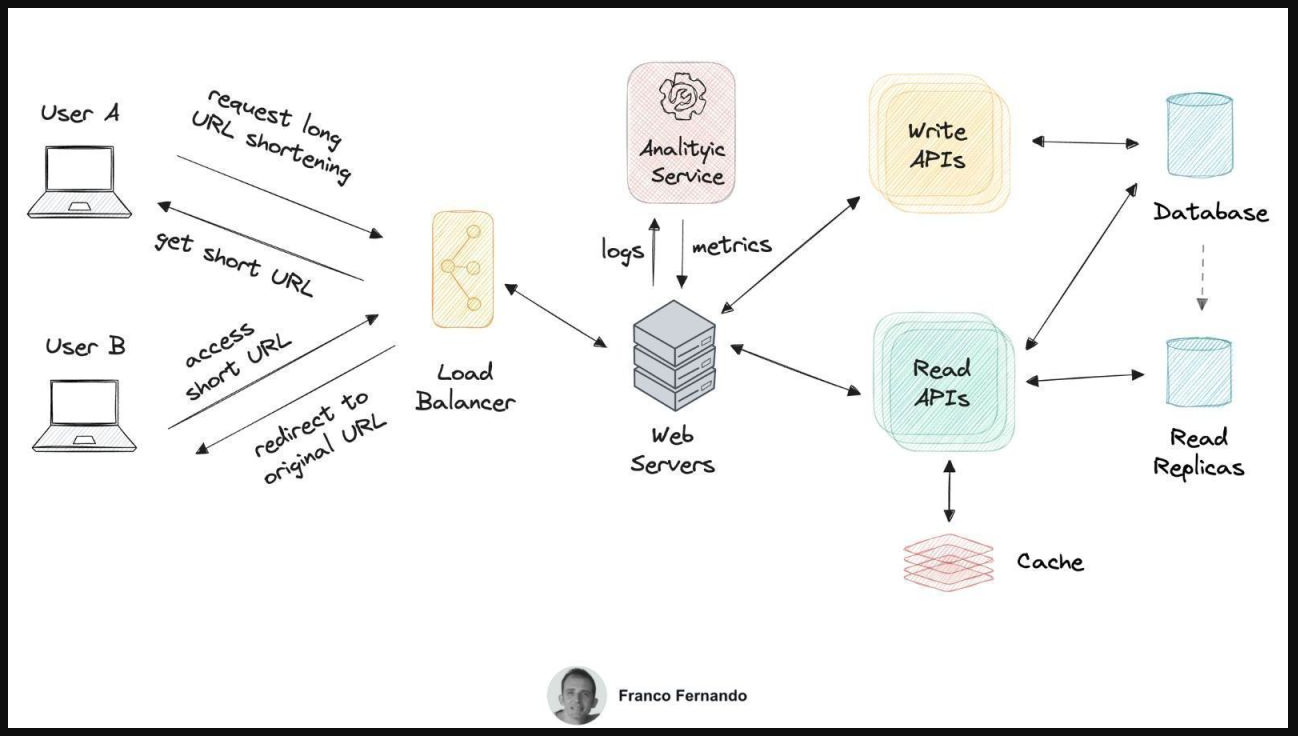 User A
request long
URL shortening
get short URL
User B
access
short URL
redirect to
original URL
Load
Balancer
Analityic
Service
logs
metrics
Web
Servers
Write
APIs
Read
APIs
Cache
Database
Read
Replicas
Franco Fernando